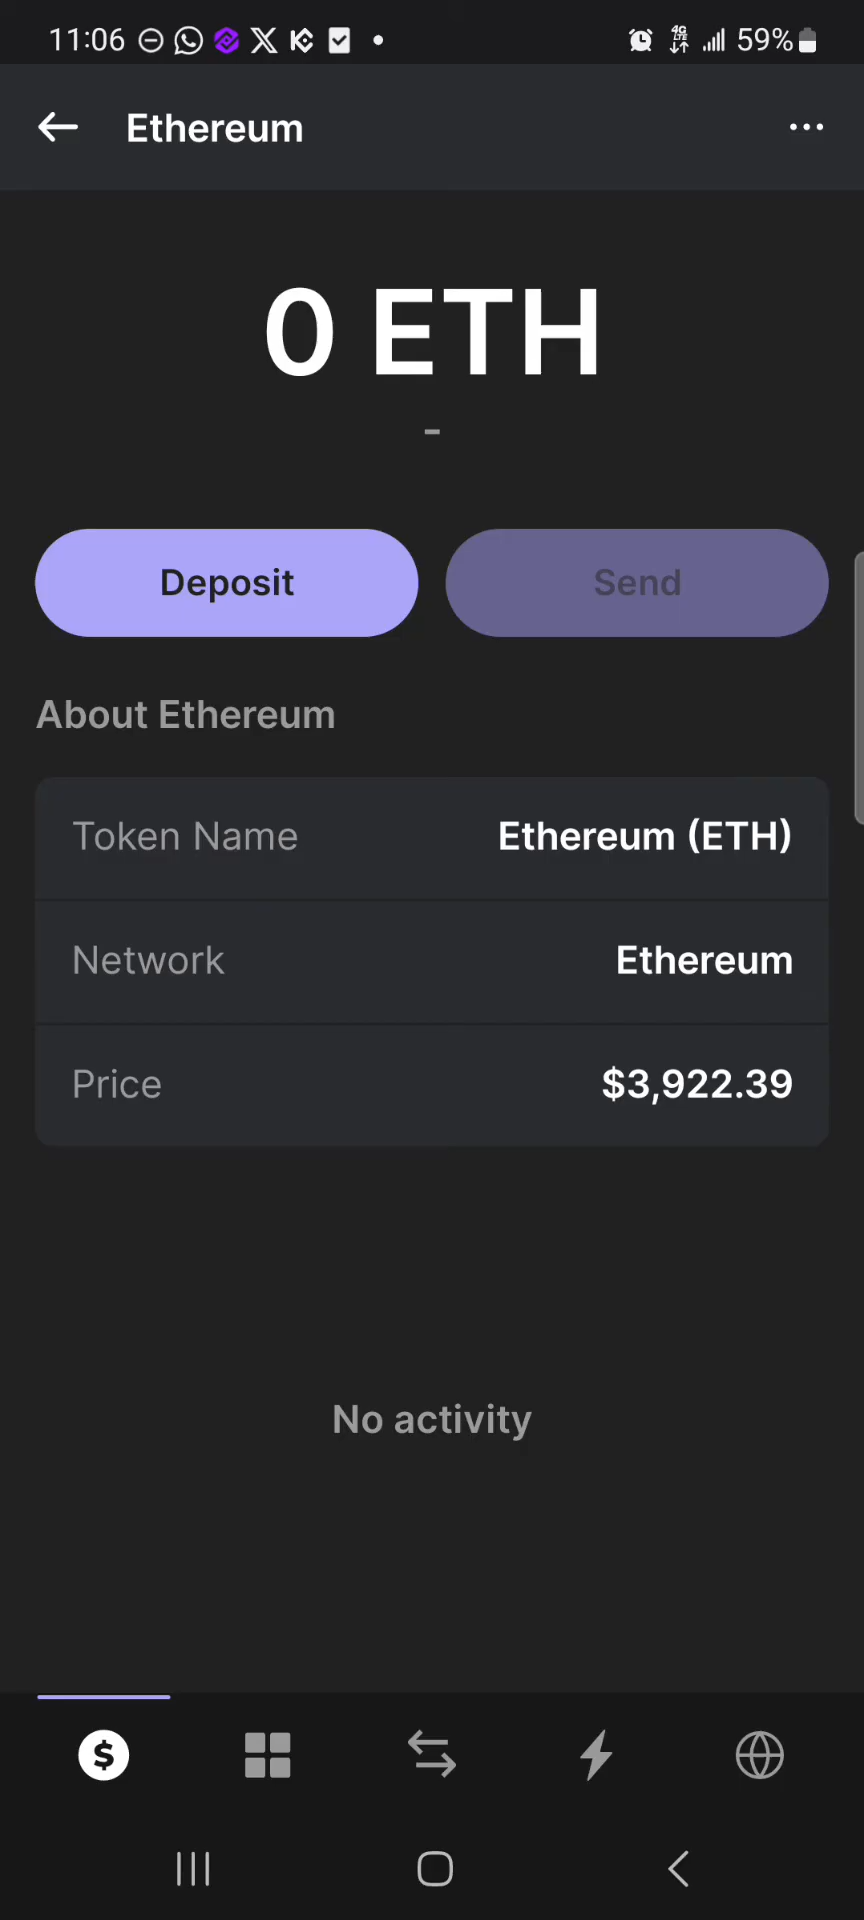 11:06 59%
Ethereum
0 ETH
-
Deposit Send
About Ethereum
Token Name Ethereum (ETH)
Network Ethereum
Price $3,922.39
No activity